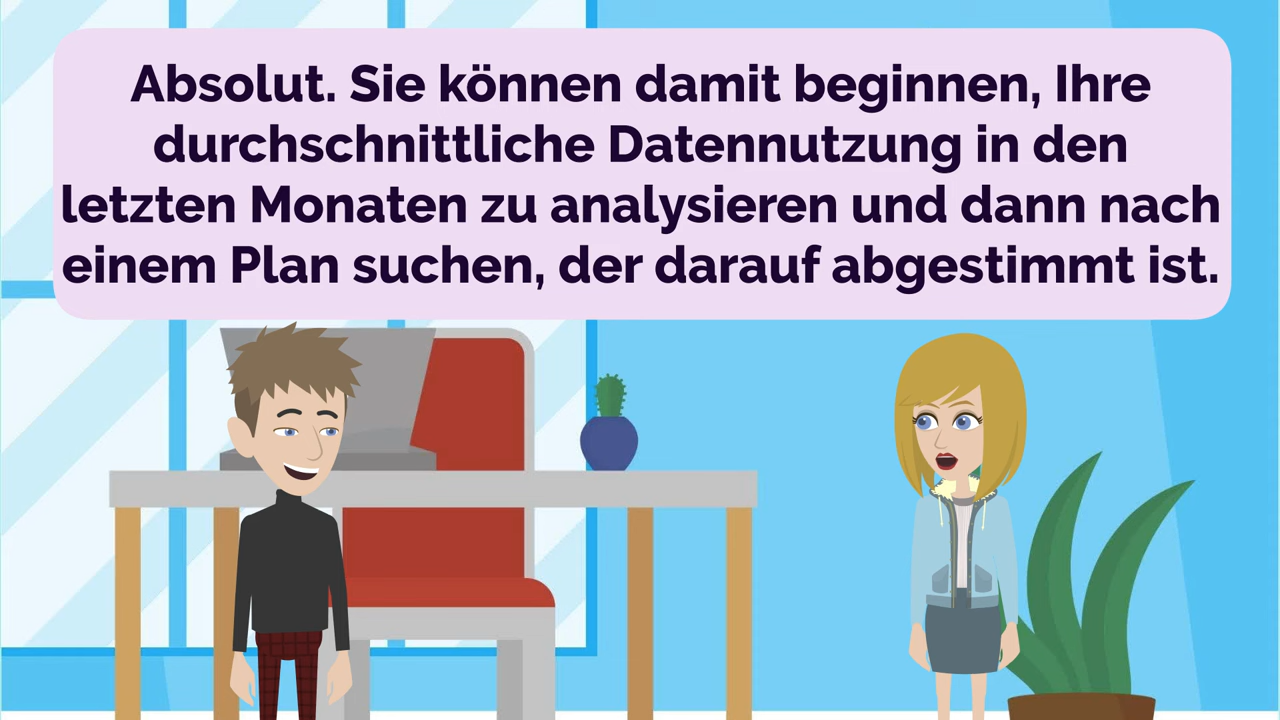 Absolut. Sie können damit beginnen, Ihre
durchschnittliche Datennutzung in den
letzten Monaten zu analysieren und dann nach
einem Plan suchen, der darauf abgestimmt ist.